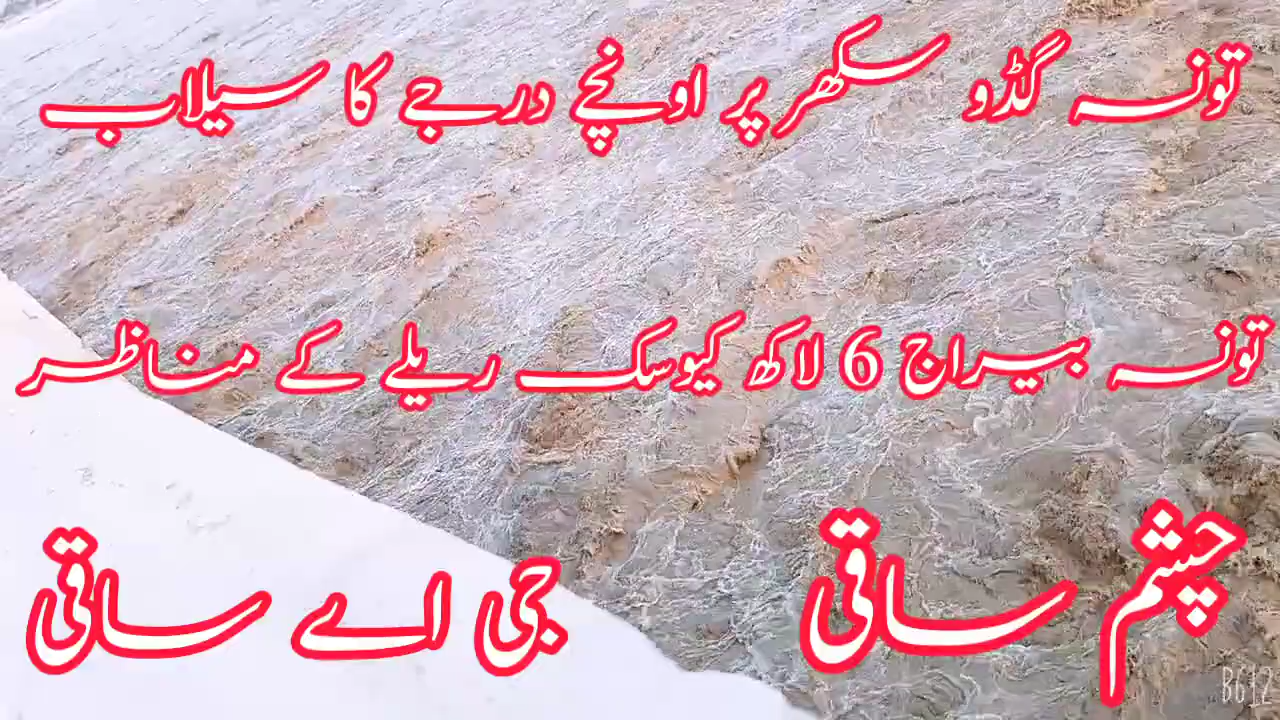 تونسہ گڈو سکھر پر اونچے درجے کا سیلاب
تونسہ بیراج 6 لاکھ کیوسک ریلے کے مناظر
چشم ساقی جی اے ساقی
B612